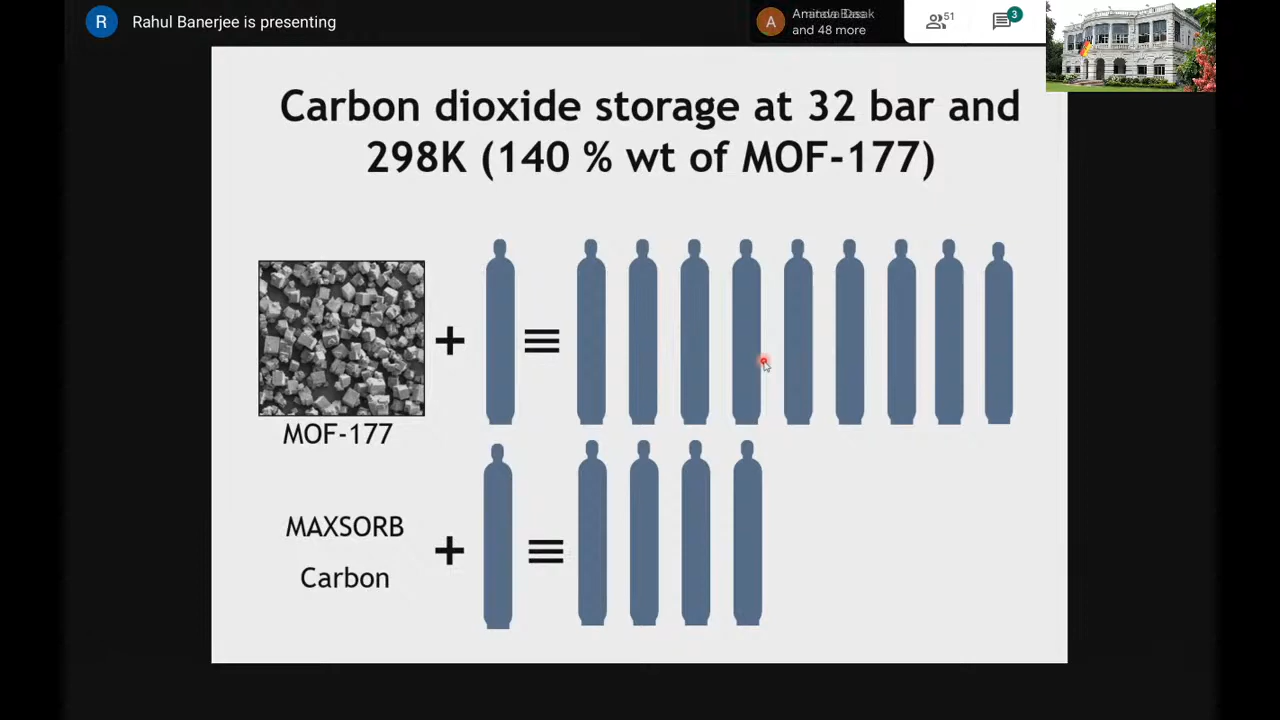 R Rahul Banerjee is presenting
A
and 48 more
51
3
Carbon dioxide storage at 32 bar and
298K (140 % wt of MOF-177)
+ ≡
MOF-177
MAXSORB
+ ≡
Carbon